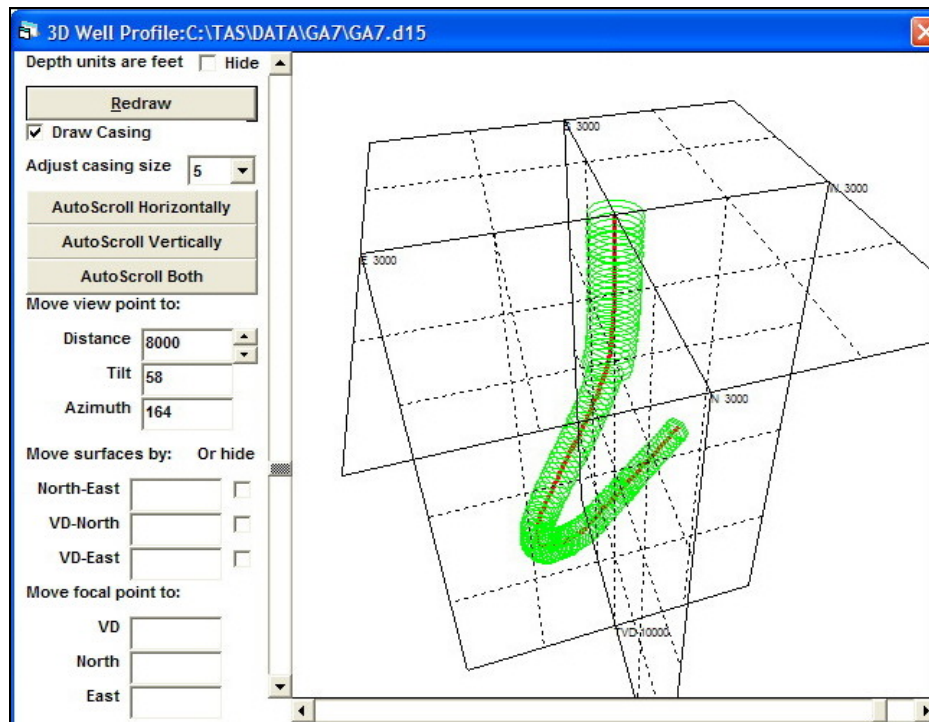 3D Well Profile:C:\TAS\DATA\GA7\GA7.d15
Depth units are feet Hide
Redraw
Draw Casing
Adjust casing size 5
AutoScroll Horizontally
AutoScroll Vertically
AutoScroll Both
Move view point to:
Distance 8000
Tilt 58
Azimuth 164
Move surfaces by: Or hide
North-East
VD-North
VD-East
Move focal point to:
VD
North
East
3000
3000
E 3000
N 3000
10000